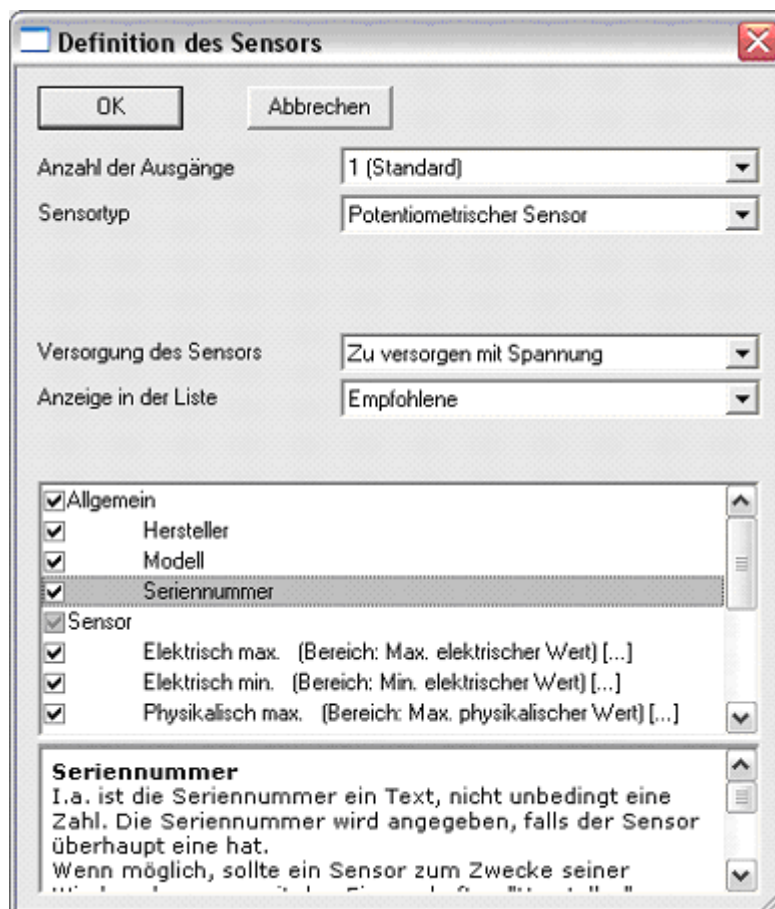 Definition des Sensors
OK Abbrechen
Anzahl der Ausgänge 1 (Standard)
Sensortyp Potentiometrischer Sensor
Versorgung des Sensors Zu versorgen mit Spannung
Anzeige in der Liste Empfohlene
Allgemein
Hersteller
Modell
Seriennummer
Sensor
Elektrisch max. (Bereich: Max. elektrischer Wert) [...]
Elektrisch min. (Bereich: Min. elektrischer Wert) [...]
Physikalisch max. (Bereich: Max. physikalischer Wert) [...]
Seriennummer
I.a. ist die Seriennummer ein Text, nicht unbedingt eine
Zahl. Die Seriennummer wird angegeben, falls der Sensor
überhaupt eine hat.
Wenn möglich, sollte ein Sensor zum Zwecke seiner